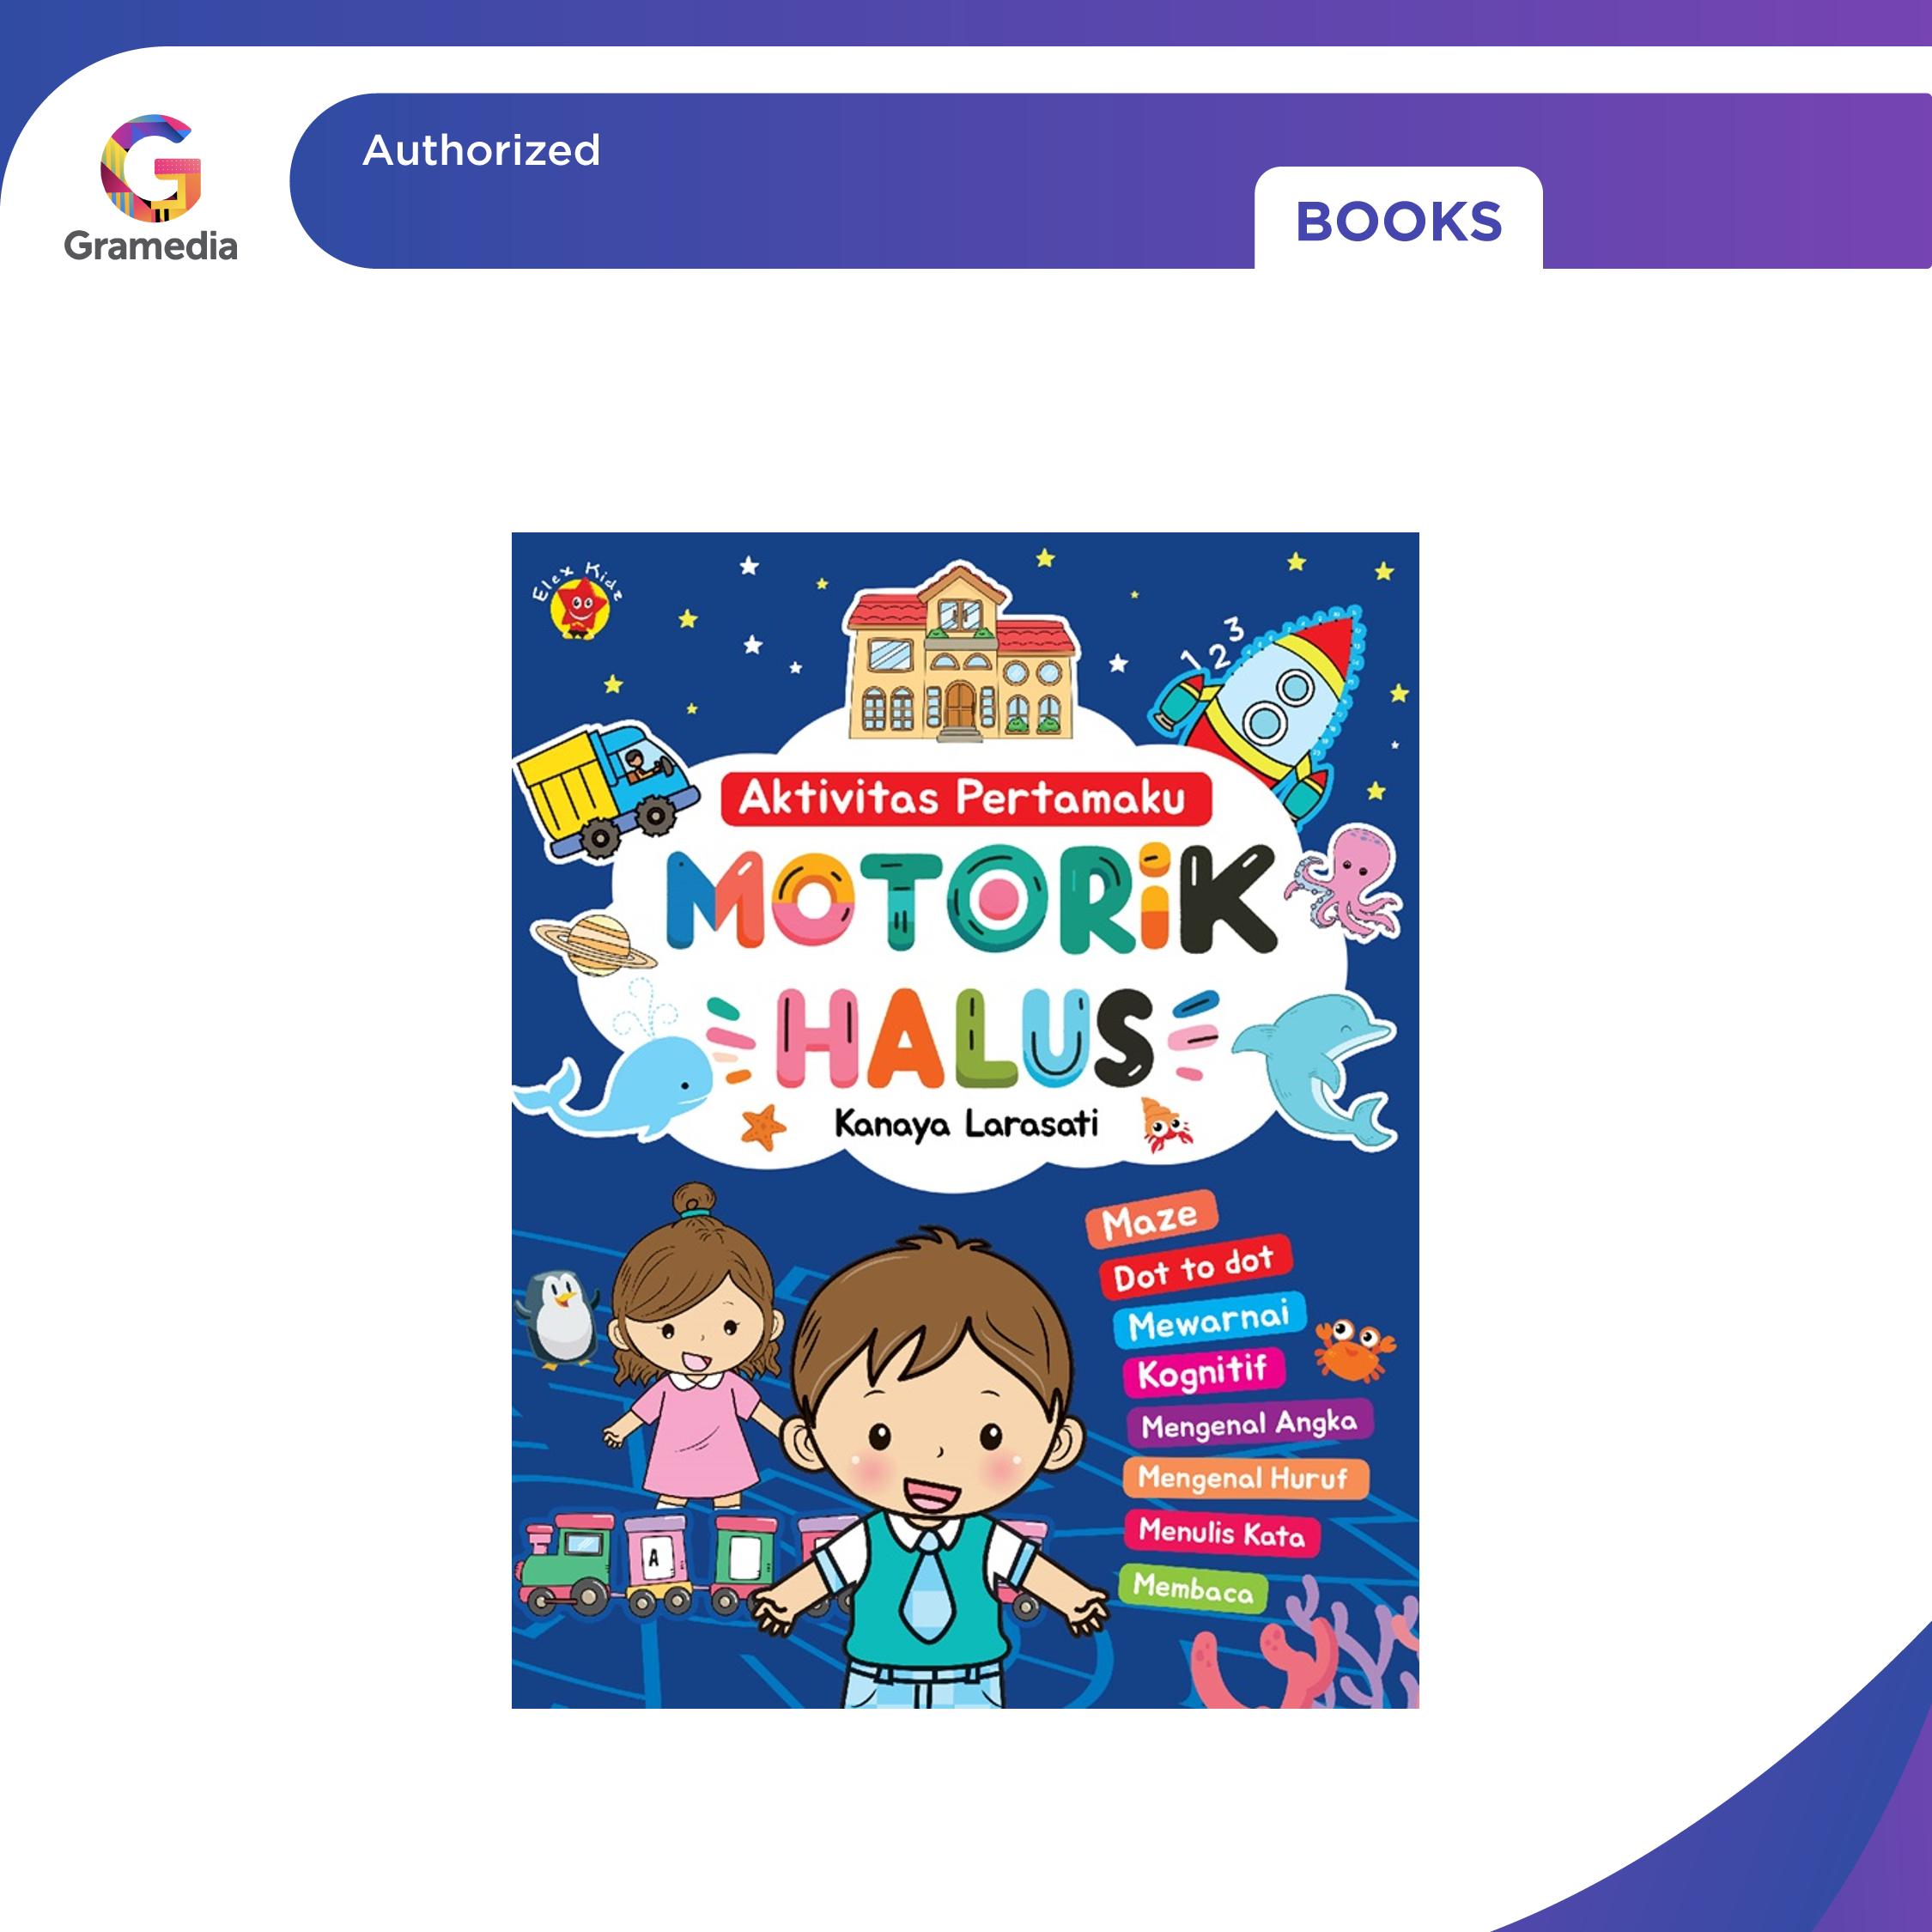 Authorized
Gramedia
BOOKS
Elex Kidz
1 2 3
Aktivitas Pertamaku
MOTORiK
HALUS
Kanaya Larasati
Maze
Dot to dot
Mewarnai
Kognitif
Mengenal Angka
Mengenal Huruf
Menulis Kata
Membaca
A